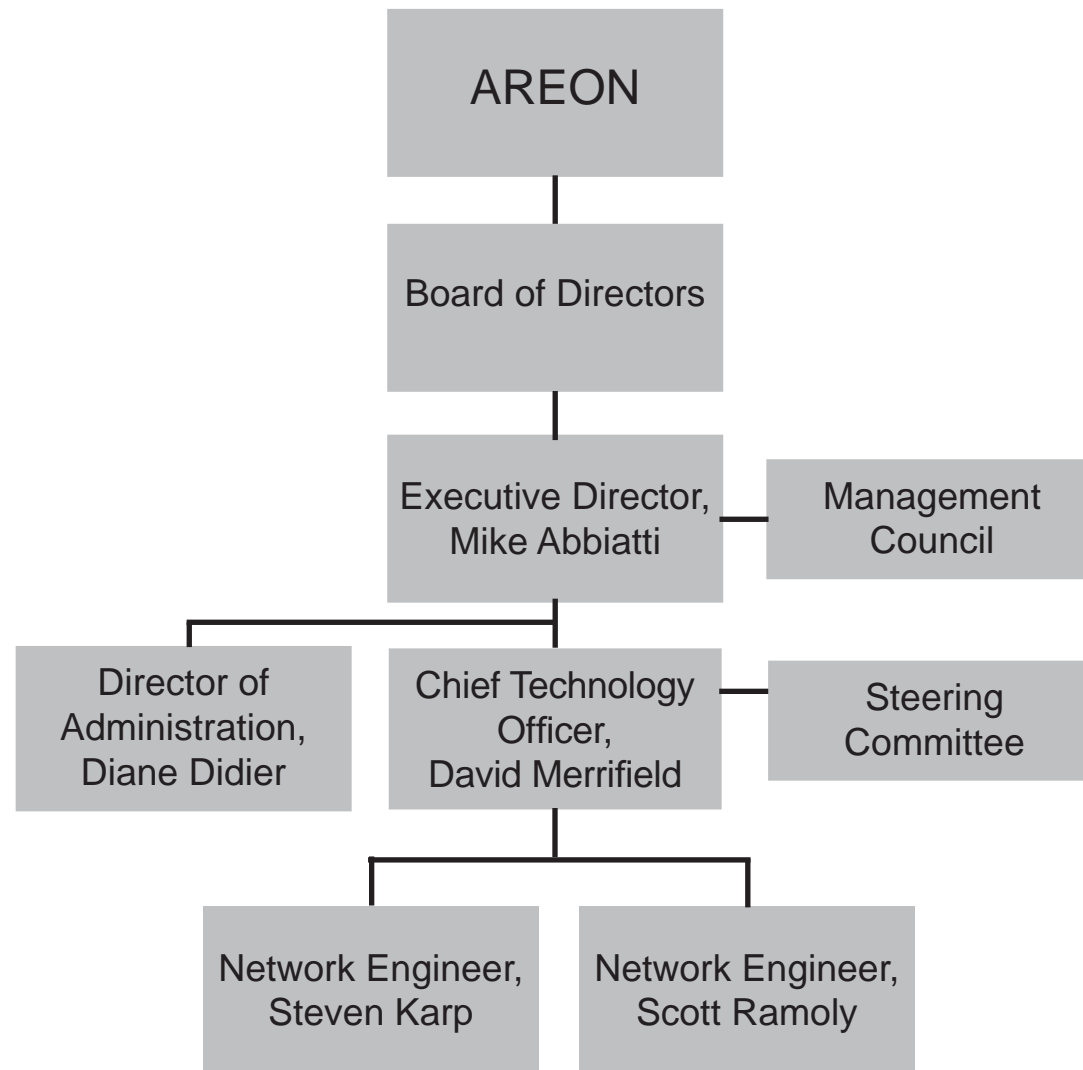 AREON
Board of Directors
Executive Director,
Mike Abbiatti
Management
Council
Director of
Administration,
Diane Didier
Chief Technology
Officer,
David Merrifield
Steering
Committee
Network Engineer,
Steven Karp
Network Engineer,
Scott Ramoly